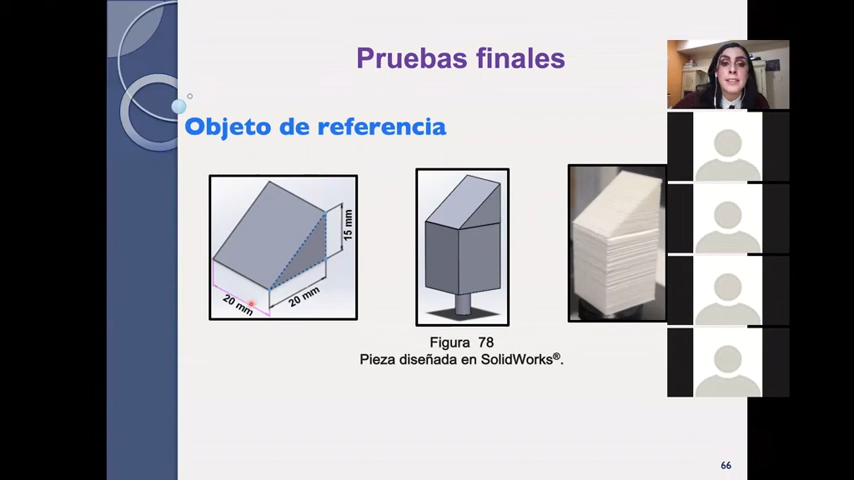 Pruebas finales
Objeto de referencia
15 mm
20 mm
20 mm
Figura 78
Pieza diseñada en SolidWorks®.
66